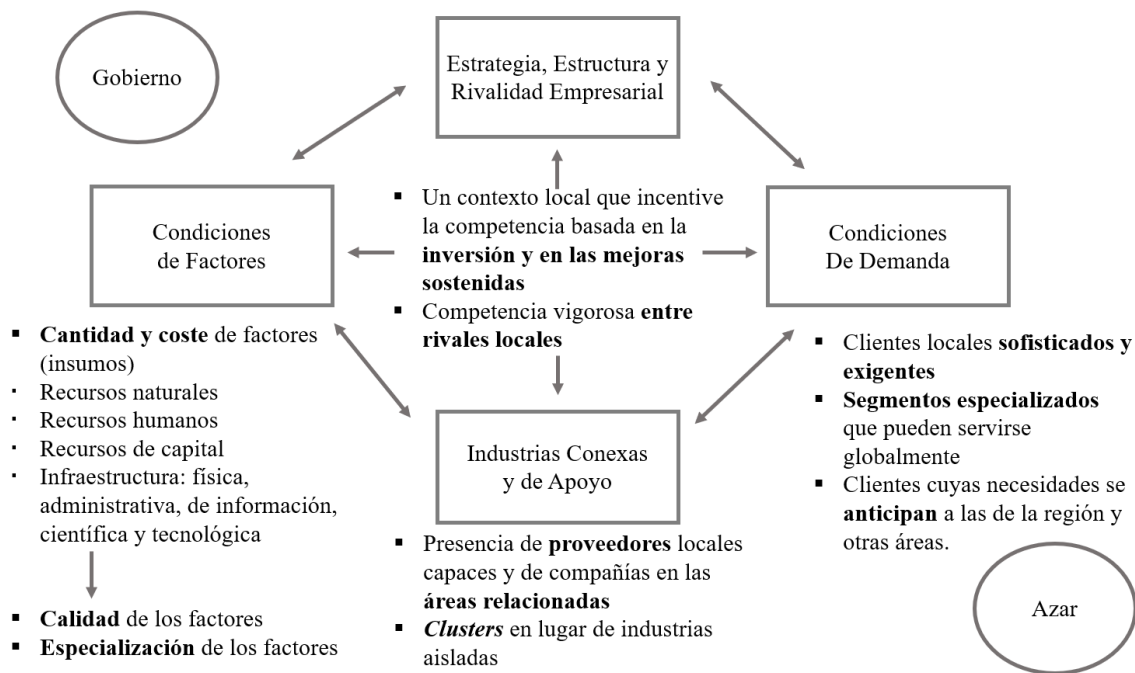 Gobierno
Estrategia, Estructura y
Rivalidad Empresarial
Condiciones
de Factores
▪ Un contexto local que incentive
la competencia basada en la
inversión y en las mejoras
sostenidas
▪ Competencia vigorosa entre
rivales locales
Condiciones
De Demanda
▪ Cantidad y coste de factores
(insumos)
· Recursos naturales
· Recursos humanos
· Recursos de capital
· Infraestructura: física,
administrativa, de información,
científica y tecnológica
▪ Calidad de los factores
▪ Especialización de los factores
Industrias Conexas
y de Apoyo
▪ Presencia de proveedores locales
capaces y de compañías en las
áreas relacionadas
▪ Clusters en lugar de industrias
aisladas
▪ Clientes locales sofisticados y
exigentes
▪ Segmentos especializados
que pueden servirse
globalmente
▪ Clientes cuyas necesidades se
anticipan a las de la región y
otras áreas.
Azar